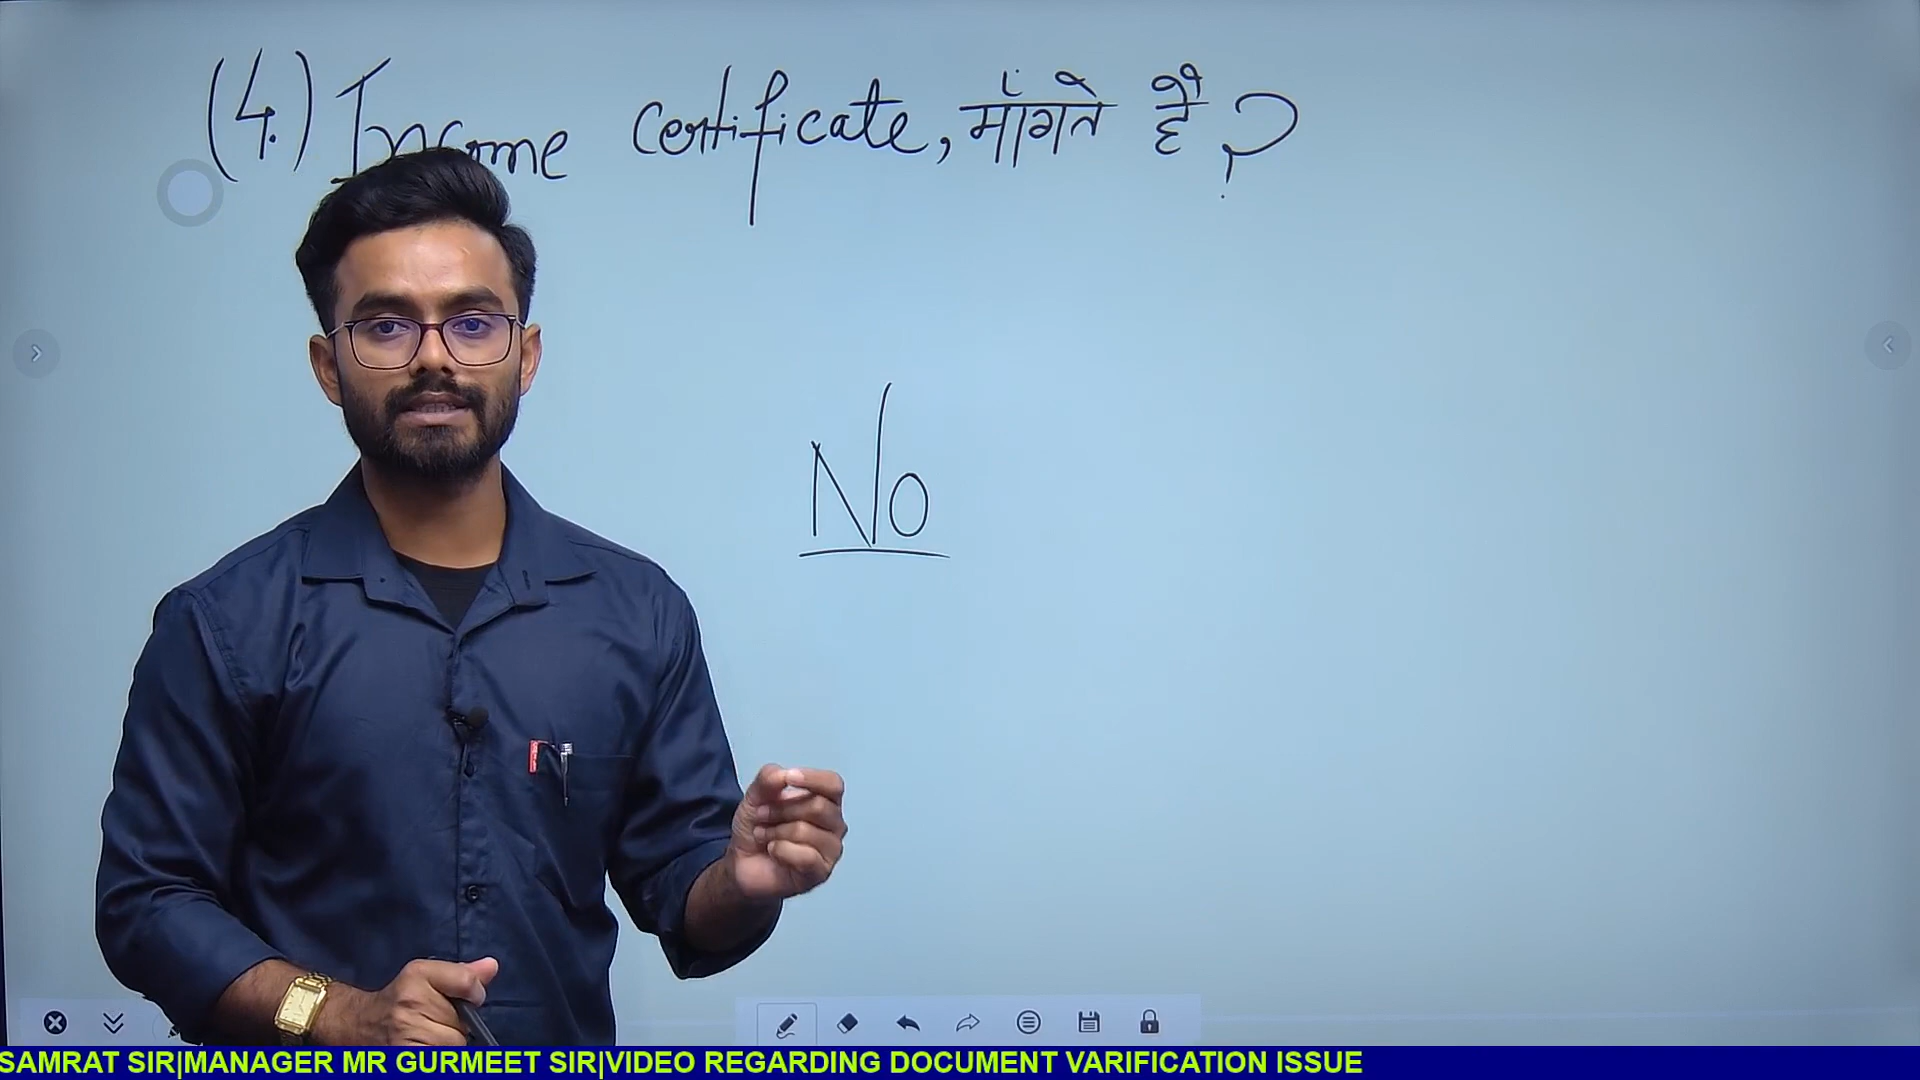 (4.) Income certificate, मांगते हैं?
No
SAMRAT SIR|MANAGER MR GURMEET SIR|VIDEO REGARDING DOCUMENT VARIFICATION ISSUE